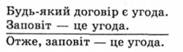 Будь-який договір є угода.
Заповіт — це угода.
Отже, заповіт — це угода.